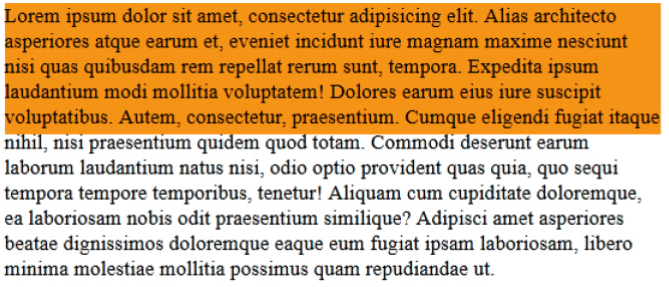 Lorem ipsum dolor sit amet, consectetur adipisicing elit. Alias architecto
asperiores atque earum et, eveniet incidunt iure magnam maxime nesciunt
nisi quas quibusdam rem repellat rerum sunt, tempora. Expedita ipsum
laudantium modi mollitia voluptatem! Dolores earum eius iure suscipit
voluptatibus. Autem, consectetur, praesentium. Cumque eligendi fugiat itaque
nihil, nisi praesentium quidem quod totam. Commodi deserunt earum
laborum laudantium natus nisi, odio optio provident quas quia, quo sequi
tempora tempore temporibus, tenetur! Aliquam cum cupiditate doloremque,
ea laboriosam nobis odit praesentium similique? Adipisci amet asperiores
beatae dignissimos doloremque eaque eum fugiat ipsam laboriosam, libero
minima molestiae mollitia possimus quam repudiandae ut.